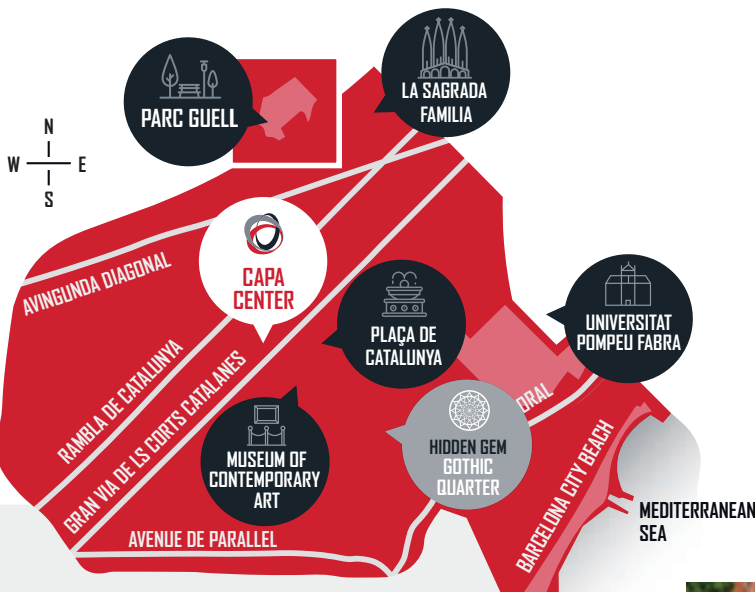 LA SAGRADA
FAMILIA
PARC GUELL
N
W
E
S
AVINGUNDA DIAGONAL
CAPA
CENTER
PLAÇA DE
CATALUNYA
UNIVERSITAT
POMPEU FABRA
RAMBLA DE CATALUNYA
GRAN VIA DE LS CORTS CATALANES
ORAL
HIDDEN GEM
GOTHIC
QUARTER
MUSEUM OF
CONTEMPORARY
ART
BARCELONA CITY BEACH
MEDITERRANEAN
SEA
AVENUE DE PARALLEL